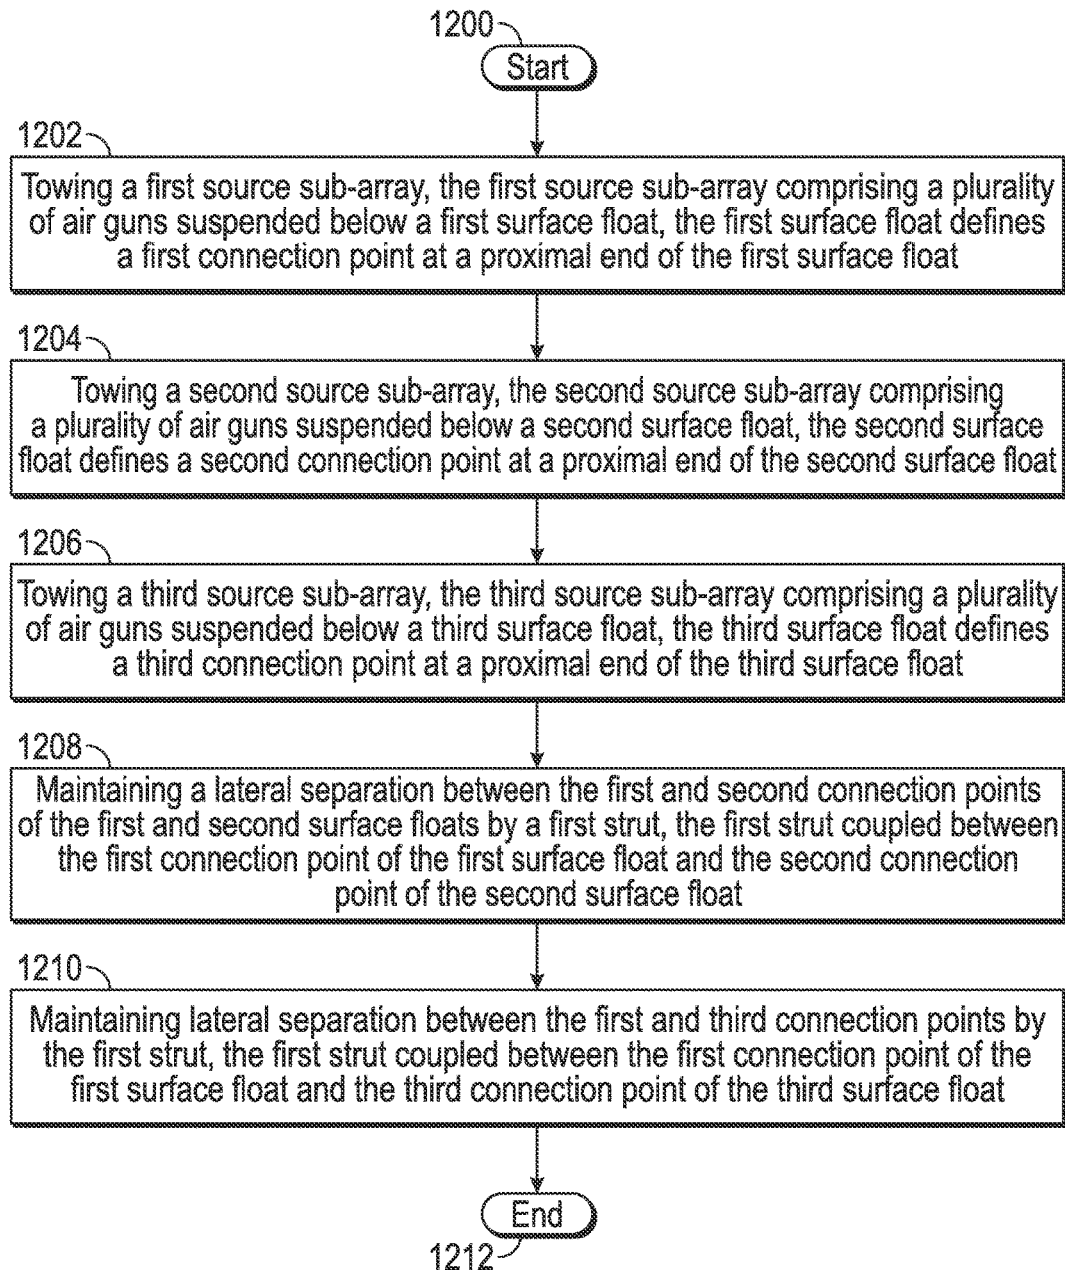 1200
Start
1202
Towing a first source sub-array, the first source sub-array comprising a plurality
of air guns suspended below a first surface float, the first surface float defines
a first connection point at a proximal end of the first surface float
1204
Towing a second source sub-array, the second source sub-array comprising
a plurality of air guns suspended below a second surface float, the second surface
float defines a second connection point at a proximal end of the second surface float
1206
Towing a third source sub-array, the third source sub-array comprising a plurality
of air guns suspended below a third surface float, the third surface float defines
a third connection point at a proximal end of the third surface float
1208
Maintaining a lateral separation between the first and second connection points
of the first and second surface floats by a first strut, the first strut coupled between
the first connection point of the first surface float and the second connection
point of the second surface float
1210
Maintaining lateral separation between the first and third connection points by
the first strut, the first strut coupled between the first connection point of the
first surface float and the third connection point of the third surface float
End
1212